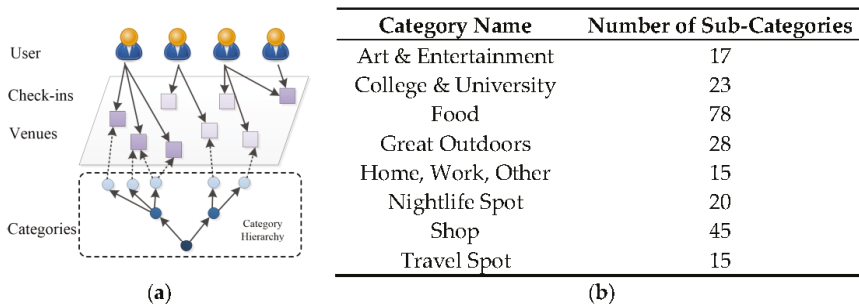 User
Check-ins
Venues
Categories
Category
Hierarchy
(a)
Category Name Number of Sub-Categories
Art & Entertainment 17
College & University 23
Food 78
Great Outdoors 28
Home, Work, Other 15
Nightlife Spot 20
Shop 45
Travel Spot 15
(b)